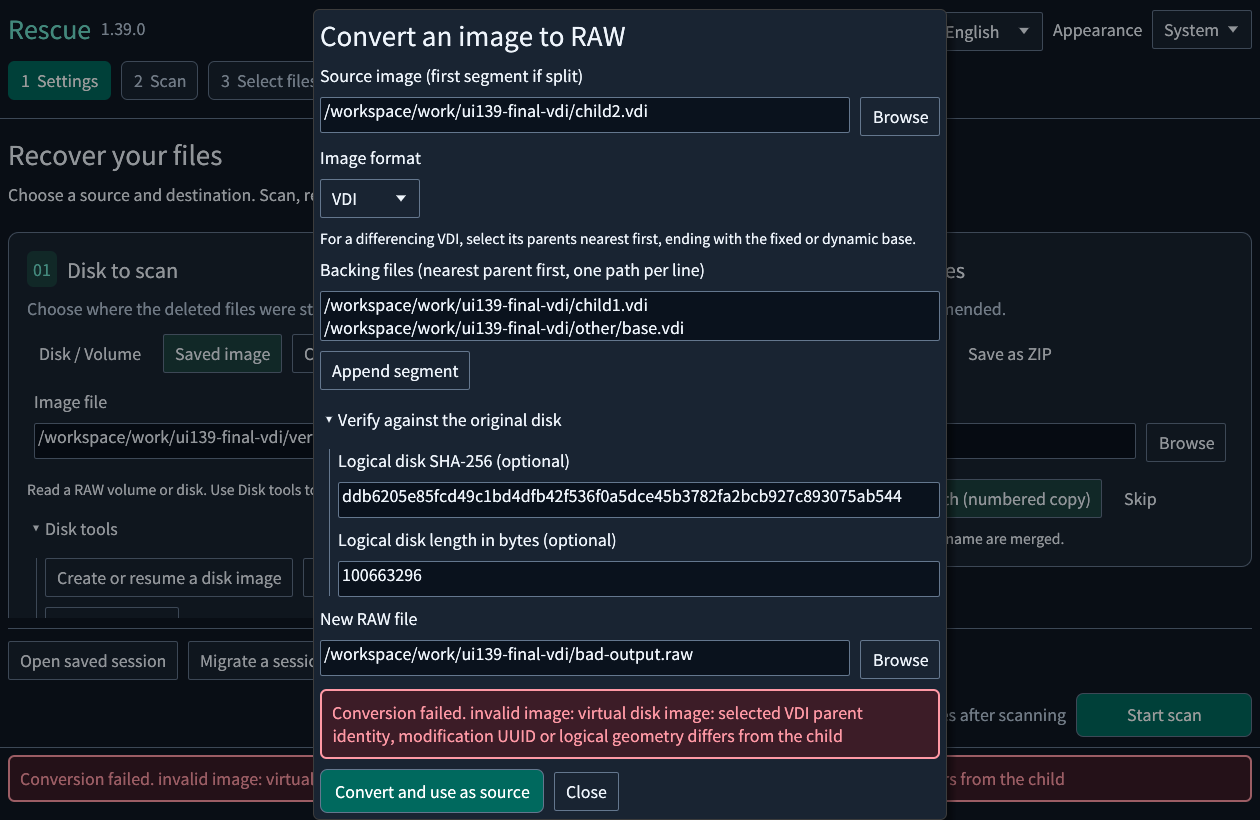 Rescue 1.39.0
English
Appearance
System
1 Settings
2 Scan
3 Select files
Recover your files
Choose a source and destination. Scan,
01 Disk to scan
Choose where the deleted files were
Disk / Volume
Saved image
Image file
/workspace/work/ui139-final-vdi/ver
Read a RAW volume or disk. Use Disk tools
Disk tools
Create or resume a disk image
Open saved session
Migrate a
Conversion failed. invalid image:
Convert an image to RAW
Source image (first segment if split)
/workspace/work/ui139-final-vdi/child2.vdi
Browse
Image format
VDI
For a differencing VDI, select its parents nearest first, ending with the fixed or dynamic base.
Backing files (nearest parent first, one path per line)
/workspace/work/ui139-final-vdi/child1.vdi
/workspace/work/ui139-final-vdi/other/base.vdi
Append segment
Verify against the original disk
Logical disk SHA-256 (optional)
ddb6205e85fcd49c1bd4dfb42f536f0a5dce45b3782fa2bcb927c893075ab544
Logical disk length in bytes (optional)
100663296
New RAW file
/workspace/work/ui139-final-vdi/bad-output.raw
Browse
Conversion failed. invalid image: virtual disk image: selected VDI parent
identity, modification UUID or logical geometry differs from the child
Convert and use as source
Close
Save as ZIP
Browse
(numbered copy)
Skip
name are merged.
after scanning
Start scan
from the child